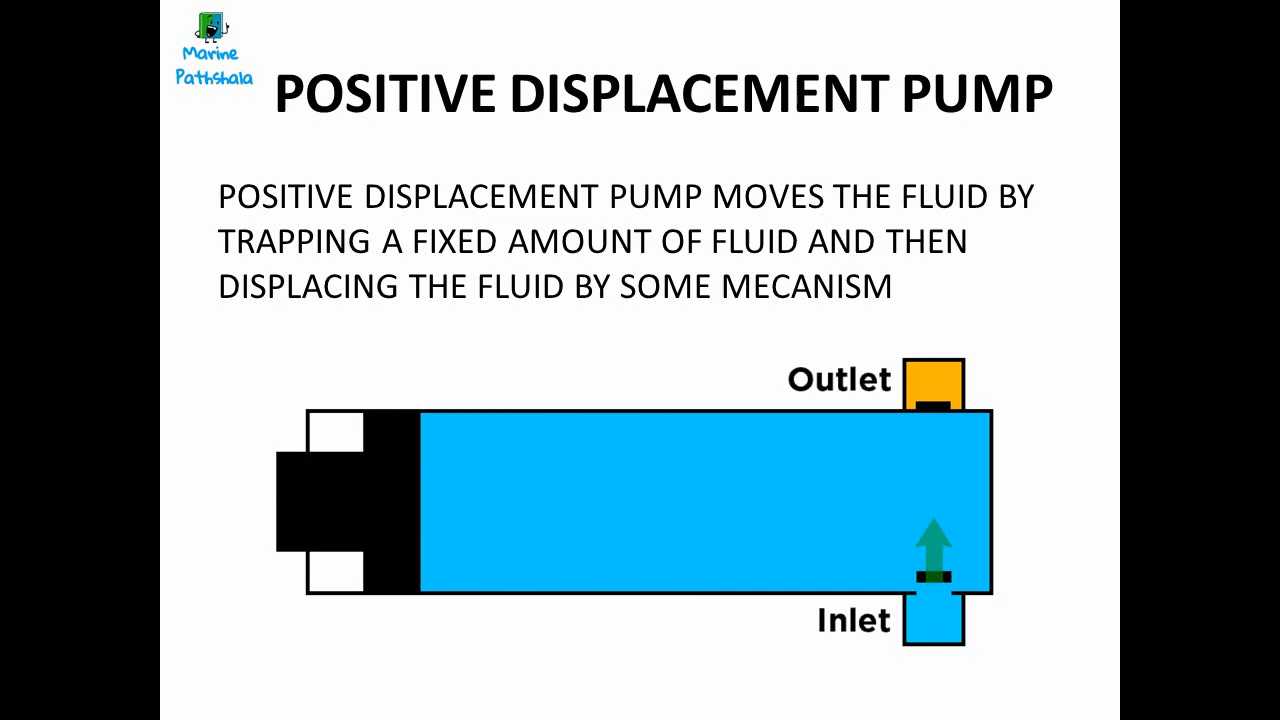 Marine
Pathshala
POSITIVE DISPLACEMENT PUMP
POSITIVE DISPLACEMENT PUMP MOVES THE FLUID BY
TRAPPING A FIXED AMOUNT OF FLUID AND THEN
DISPLACING THE FLUID BY SOME MECANISM
Outlet
Inlet